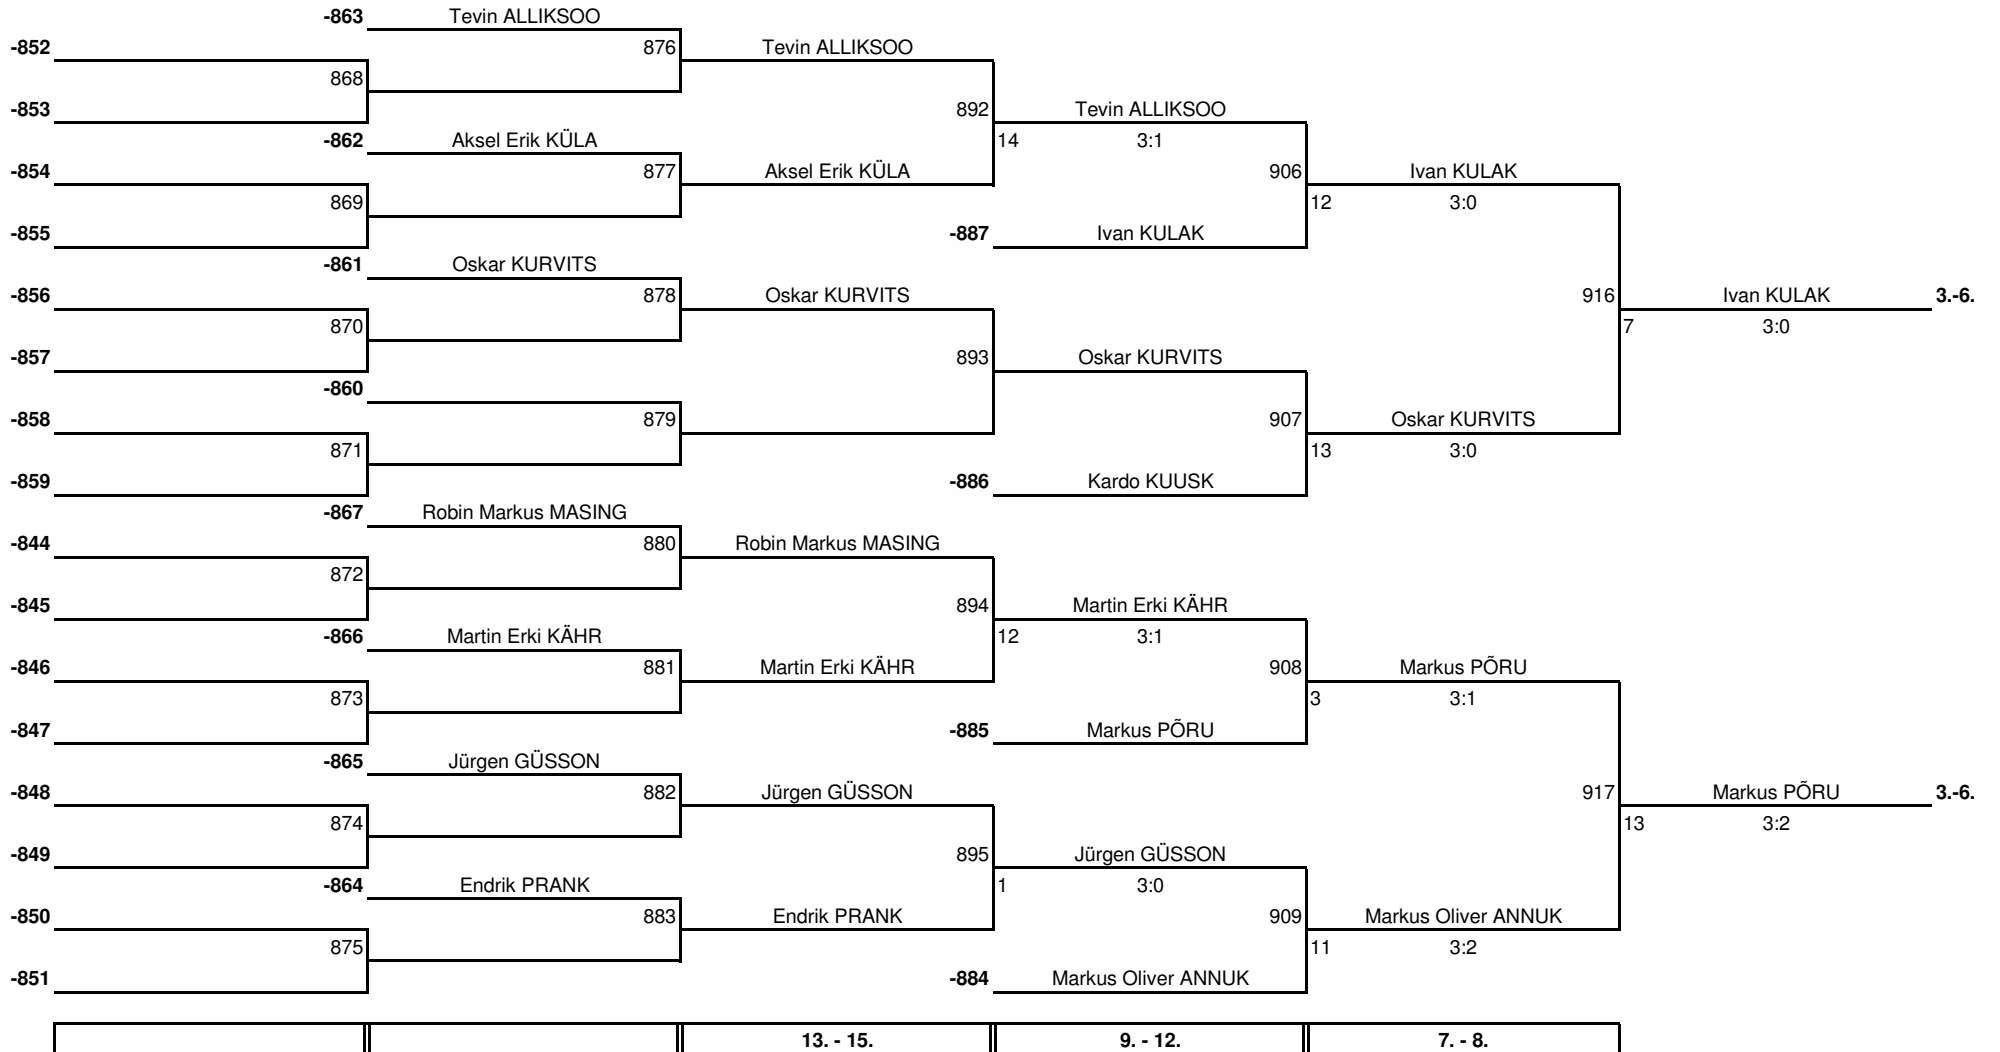 -863 Tevin ALLIKSOO
-852 876 Tevin ALLIKSOO
868
-853 892 Tevin ALLIKSOO
-862 Aksel Erik KÜLA 14 3:1
-854 877 Aksel Erik KÜLA 906 Ivan KULAK
869 12 3:0
-855 -887 Ivan KULAK
-861 Oskar KURVITS
-856 878 Oskar KURVITS 916 Ivan KULAK 3.-6.
870 7 3:0
-857 893 Oskar KURVITS
-860
-858 879 907 Oskar KURVITS
871 13 3:0
-859 -886 Kardo KUUSK
-867 Robin Markus MASING
-844 880 Robin Markus MASING
872
-845 894 Martin Erki KÄHR
-866 Martin Erki KÄHR 12 3:1
-846 881 Martin Erki KÄHR 908 Markus PÕRU
873 3 3:1
-847 -885 Markus PÕRU
-865 Jürgen GÜSSON
-848 882 Jürgen GÜSSON 917 Markus PÕRU 3.-6.
874 13 3:2
-849 895 Jürgen GÜSSON
-864 Endrik PRANK 1 3:0
-850 883 Endrik PRANK 909 Markus Oliver ANNUK
875 11 3:2
-851 -884 Markus Oliver ANNUK
13. - 15. 9. - 12. 7. - 8.